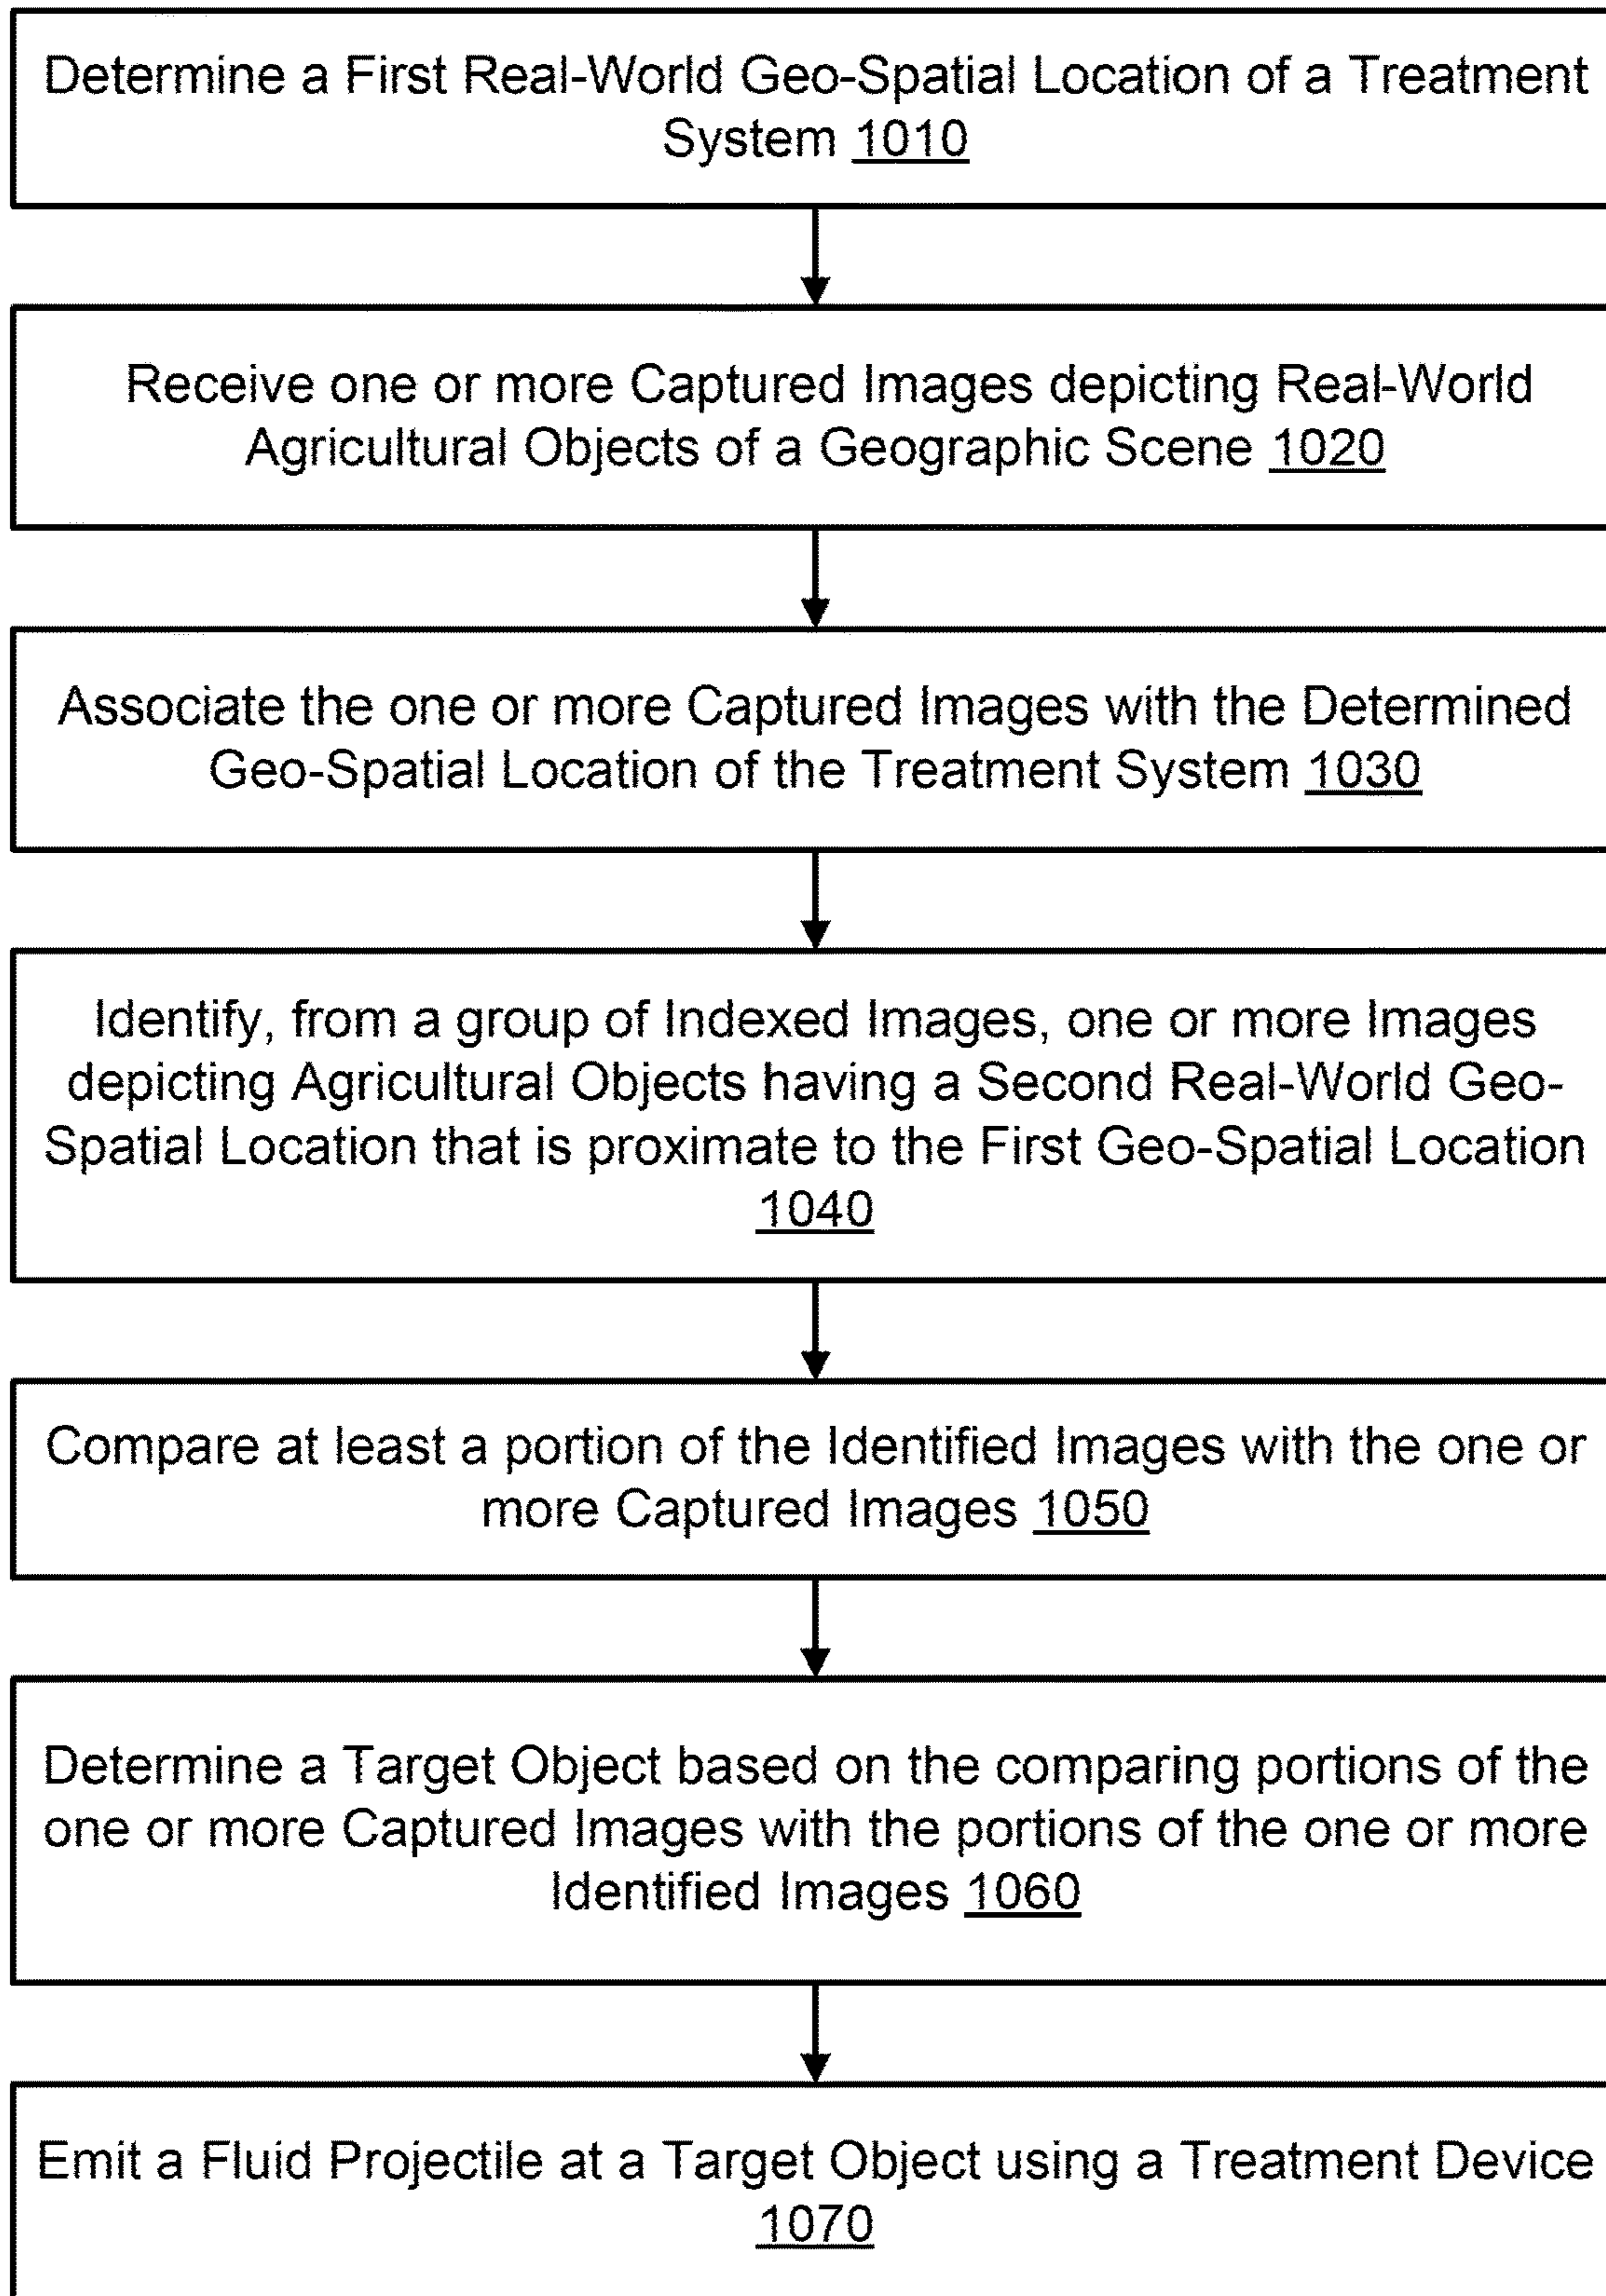 Determine a First Real-World Geo-Spatial Location of a Treatment
System 1010
Receive one or more Captured Images depicting Real-World
Agricultural Objects of a Geographic Scene 1020
Associate the one or more Captured Images with the Determined
Geo-Spatial Location of the Treatment System 1030
Identify, from a group of Indexed Images, one or more Images
depicting Agricultural Objects having a Second Real-World Geo-
Spatial Location that is proximate to the First Geo-Spatial Location
1040
Compare at least a portion of the Identified Images with the one or
more Captured Images 1050
Determine a Target Object based on the comparing portions of the
one or more Captured Images with the portions of the one or more
Identified Images 1060
Emit a Fluid Projectile at a Target Object using a Treatment Device
1070